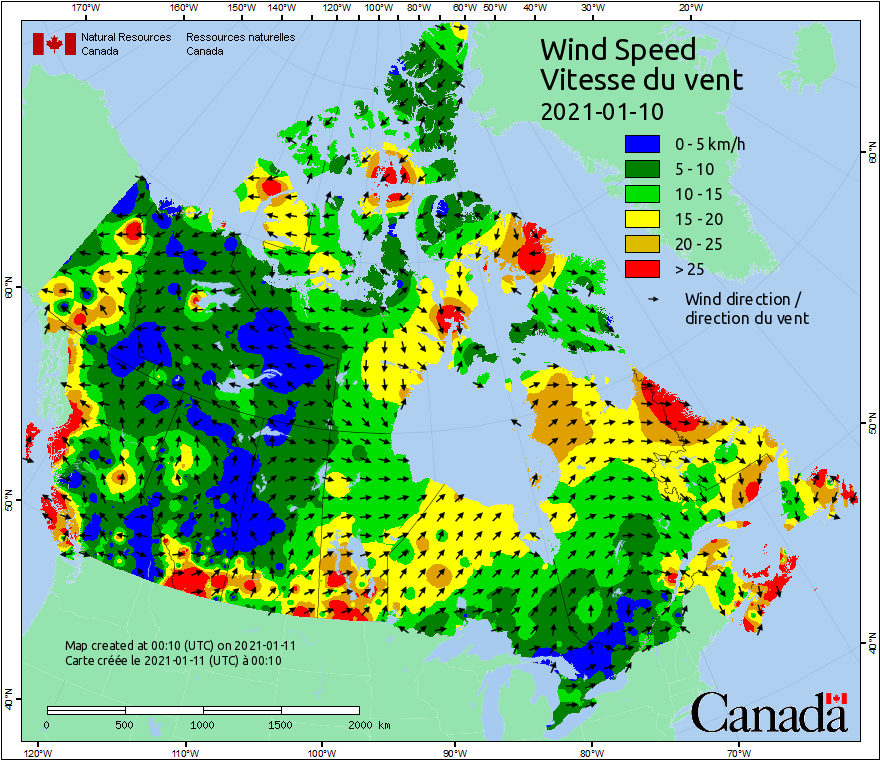 170°W 160°W 150°W 140°W 130°W 120°W 110°W 100°W 90°W 80°W 70°W 60°W 50°W 40°W 30°W 20°W
Natural Resources Canada
Ressources naturelles Canada
Wind Speed
Vitesse du vent
2021-01-10
0 - 5 km/h
5 - 10
10 - 15
15 - 20
20 - 25
> 25
Wind direction /
direction du vent
60°N
60°N
50°N
50°N
40°N
40°N
Map created at 00:10 (UTC) on 2021-01-11
Carte créée le 2021-01-11 (UTC) à 00:10
0 500 1000 1500 2000 km
Canada
120°W 110°W 100°W 90°W 80°W 70°W